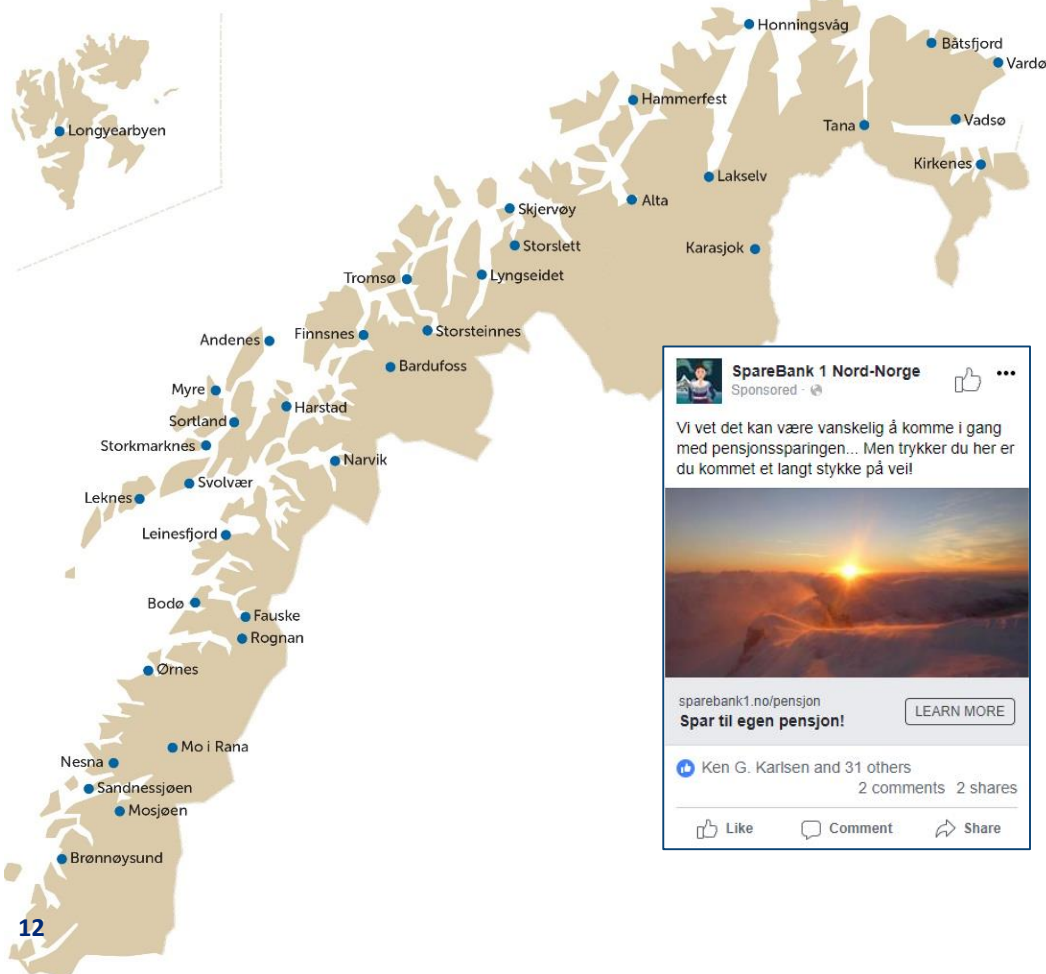 Honningsvåg
Båtsfjord
Vardø
Hammerfest
Longyearbyen
Tana
Vadsø
Kirkenes
Lakselv
Alta
Skjervøy
Storslett
Karasjok
Tromsø
Lyngseidet
Andenes
Finnsnes
Storsteinnes
Bardufoss
Myre
Harstad
Sortland
Storkmarknes
Narvik
Svolvær
Leknes
Leinesfjord
Bodø
Fauske
Rognan
Ørnes
Mo i Rana
Nesna
Sandnessjøen
Mosjøen
Brønnøysund
12
SpareBank 1 Nord-Norge
Sponsored ·
Vi vet det kan være vanskelig å komme i gang
med pensjonssparingen... Men trykker du her er
du kommet et langt stykke på vei!
sparebank1.no/pensjon
Spar til egen pensjon!
LEARN MORE
Ken G. Karlsen and 31 others
2 comments 2 shares
Like Comment Share